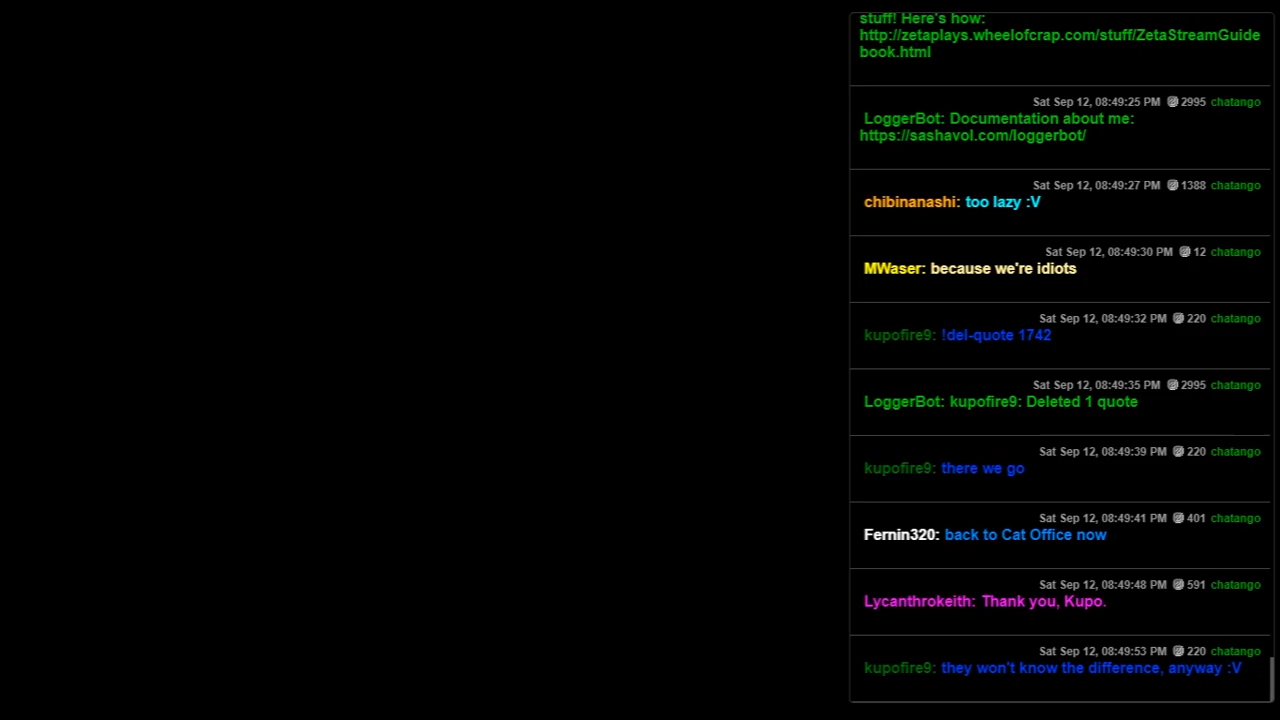 stuff! Here's how:
http://zetaplays.wheelofcrap.com/stuff/ZetaStreamGuide
book.html
Sat Sep 12, 08:49:25 PM 2995 chatango
LoggerBot: Documentation about me:
https://sashavol.com/loggerbot/
Sat Sep 12, 08:49:27 PM 1388 chatango
chibinanashi: too lazy :V
Sat Sep 12, 08:49:30 PM 12 chatango
MWaser: because we're idiots
Sat Sep 12, 08:49:32 PM 220 chatango
kupofire9: !del-quote 1742
Sat Sep 12, 08:49:35 PM 2995 chatango
LoggerBot: kupofire9: Deleted 1 quote
Sat Sep 12, 08:49:39 PM 220 chatango
kupofire9: there we go
Sat Sep 12, 08:49:41 PM 401 chatango
Fernin320: back to Cat Office now
Sat Sep 12, 08:49:48 PM 591 chatango
Lycanthrokeith: Thank you, Kupo.
Sat Sep 12, 08:49:53 PM 220 chatango
kupofire9: they won't know the difference, anyway :V